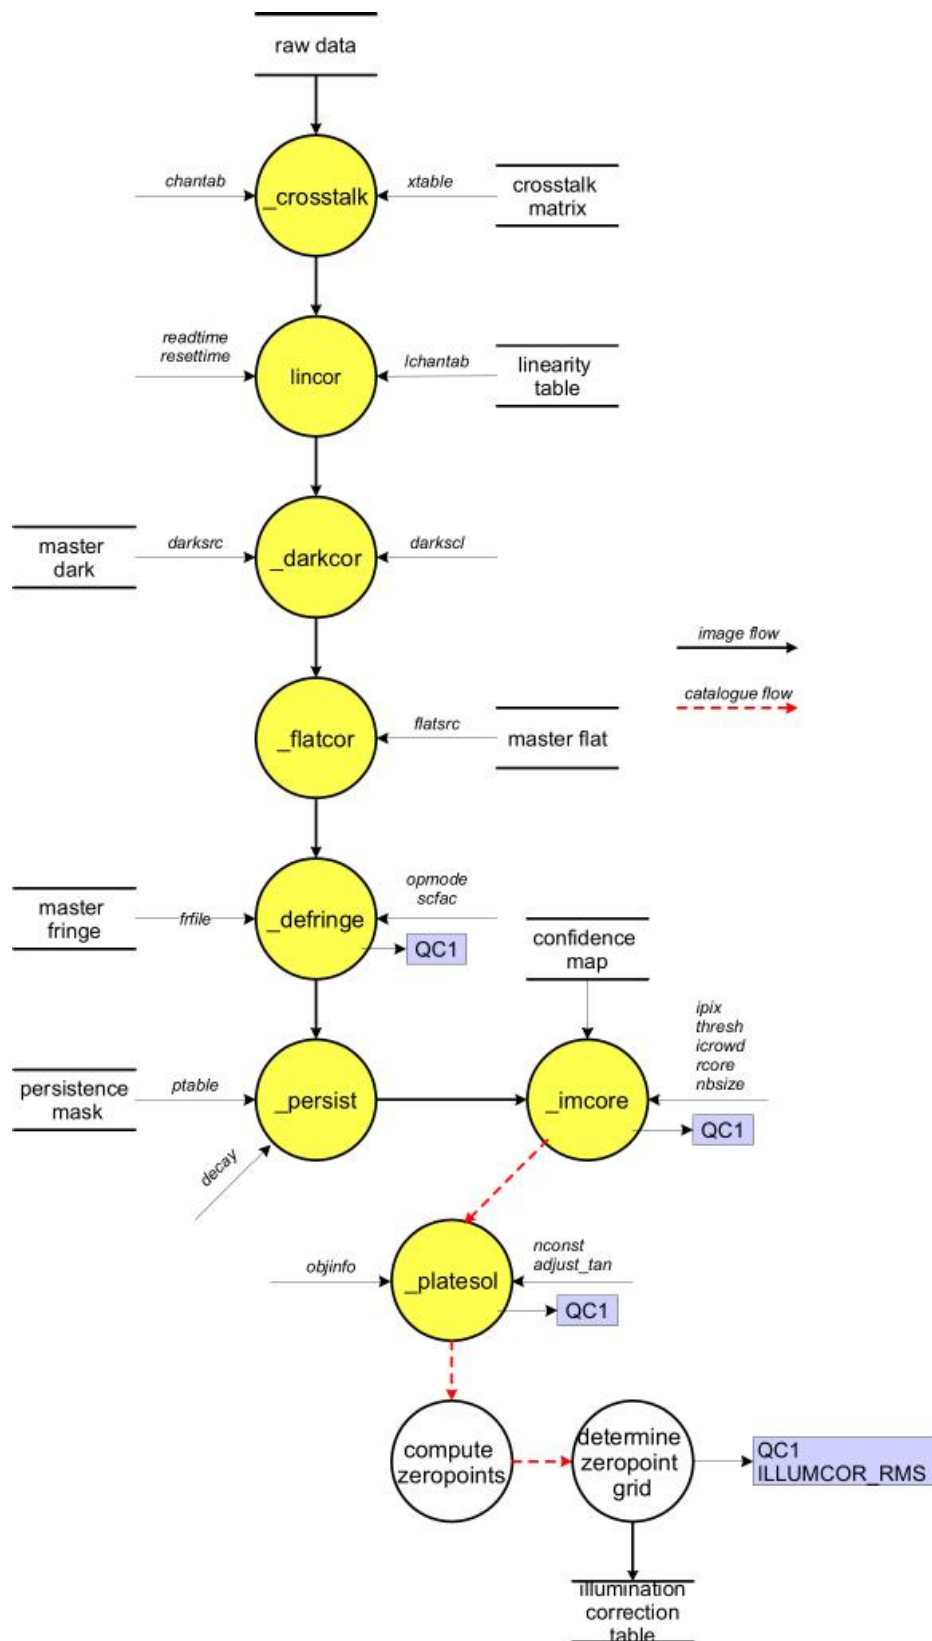 raw data
chantab
_crosstalk
xtable
crosstalk
matrix
readtime
resettime
lincor
lchantab
linearity
table
master
dark
darksrc
_darkcor
darkscl
image flow
catalogue flow
_flatcor
flatsrc
master flat
master
fringe
frfile
_defringe
opmode
scfac
QC1
confidence
map
persistence
mask
ptable
_persist
decay
_imcore
ipix
thresh
icrowd
rcore
nbsize
QC1
objinfo
_platesol
nconst
adjust_tan
QC1
compute
zeropoints
determine
zeropoint
grid
QC1
ILLUMCOR_RMS
illumination
correction
table